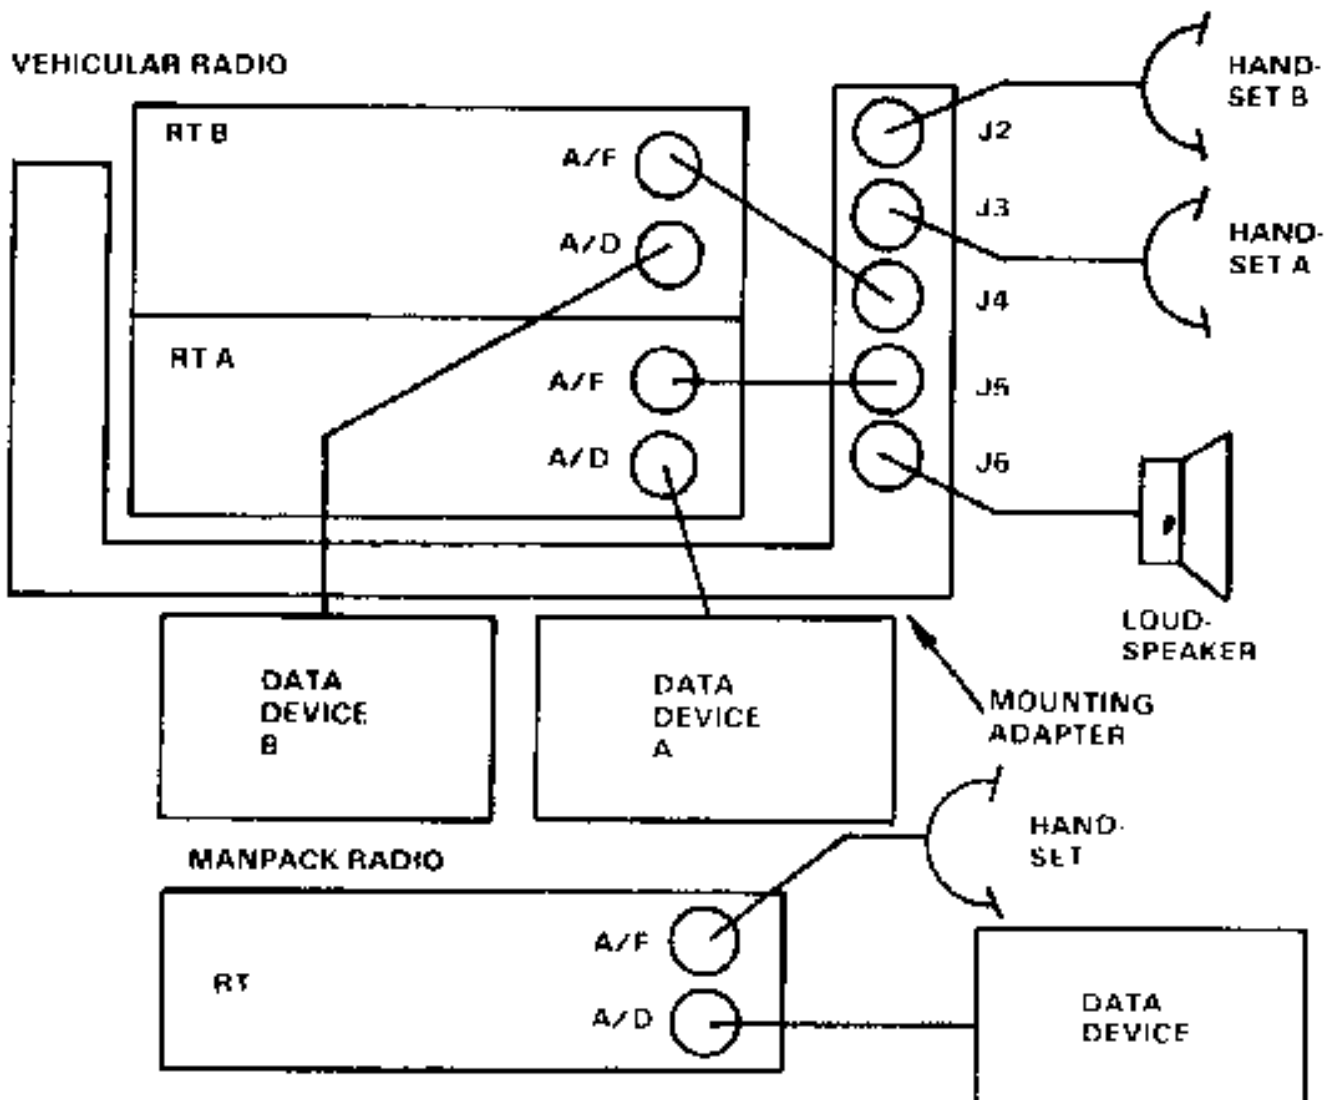 VEHICULAR RADIO
HAND-
SET B
RT B
A/F
J2
A/D
J3
HAND-
SET A
J4
RT A
A/F
J5
A/D
J6
LOUD-
SPEAKER
DATA
DEVICE
B
DATA
DEVICE
A
MOUNTING
ADAPTER
MANPACK RADIO
HAND-
SET
A/F
RT
A/D
DATA
DEVICE